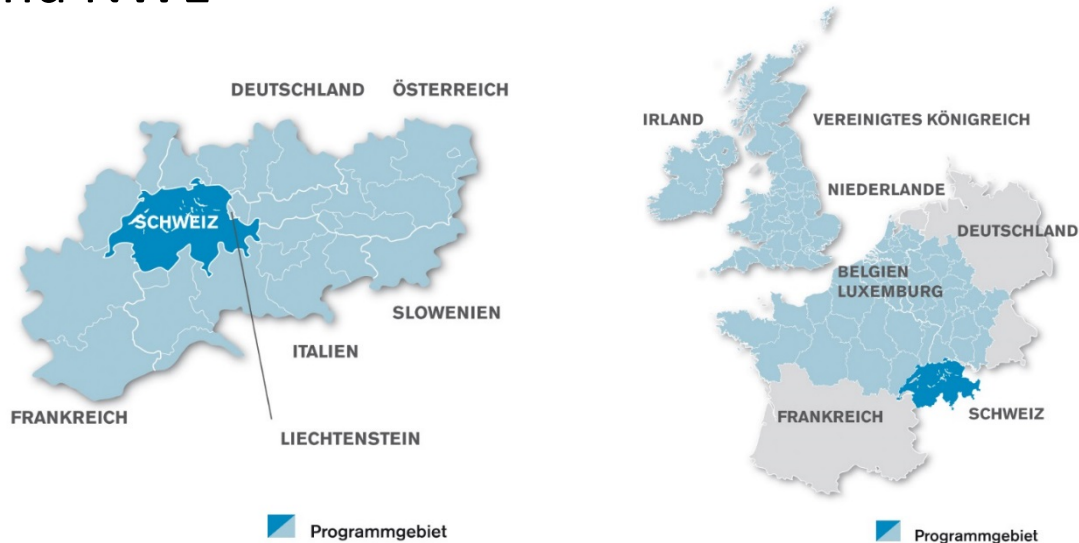 DEUTSCHLAND ÖSTERREICH
SCHWEIZ
SLOWENIEN
ITALIEN
FRANKREICH
LIECHTENSTEIN
Programmgebiet
IRLAND
VEREINIGTES KÖNIGREICH
NIEDERLANDE
DEUTSCHLAND
BELGIEN
LUXEMBURG
FRANKREICH
SCHWEIZ
Programmgebiet